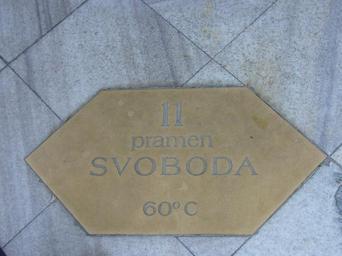 11
pramen
SVOBODA
60°C